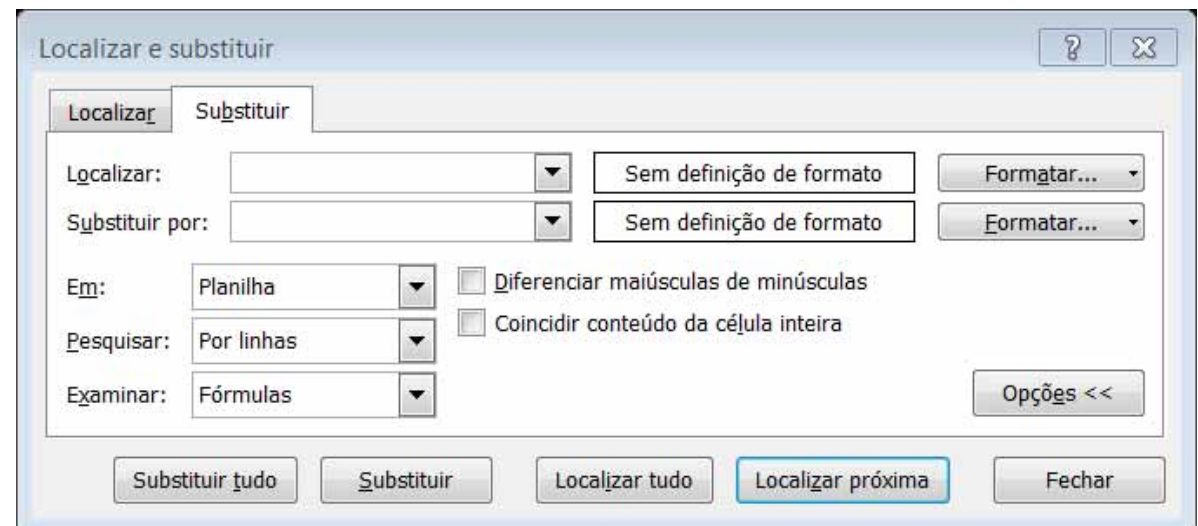 Localizar e substituir
Localizar Substituir
Localizar: Sem definição de formato Formatar...
Substituir por: Sem definição de formato Formatar...
Em: Planilha Diferenciar maiúsculas de minúsculas
Pesquisar: Por linhas Coincidir conteúdo da célula inteira
Examinar: Fórmulas Opções <<
Substituir tudo Substituir Localizar tudo Localizar próxima Fechar